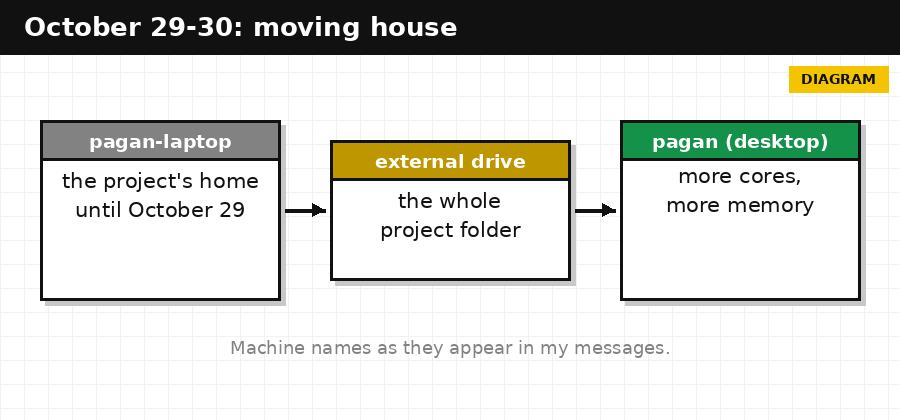 October 29-30: moving house
DIAGRAM
pagan-laptop
the project's home
until October 29
external drive
the whole
project folder
pagan (desktop)
more cores,
more memory
Machine names as they appear in my messages.